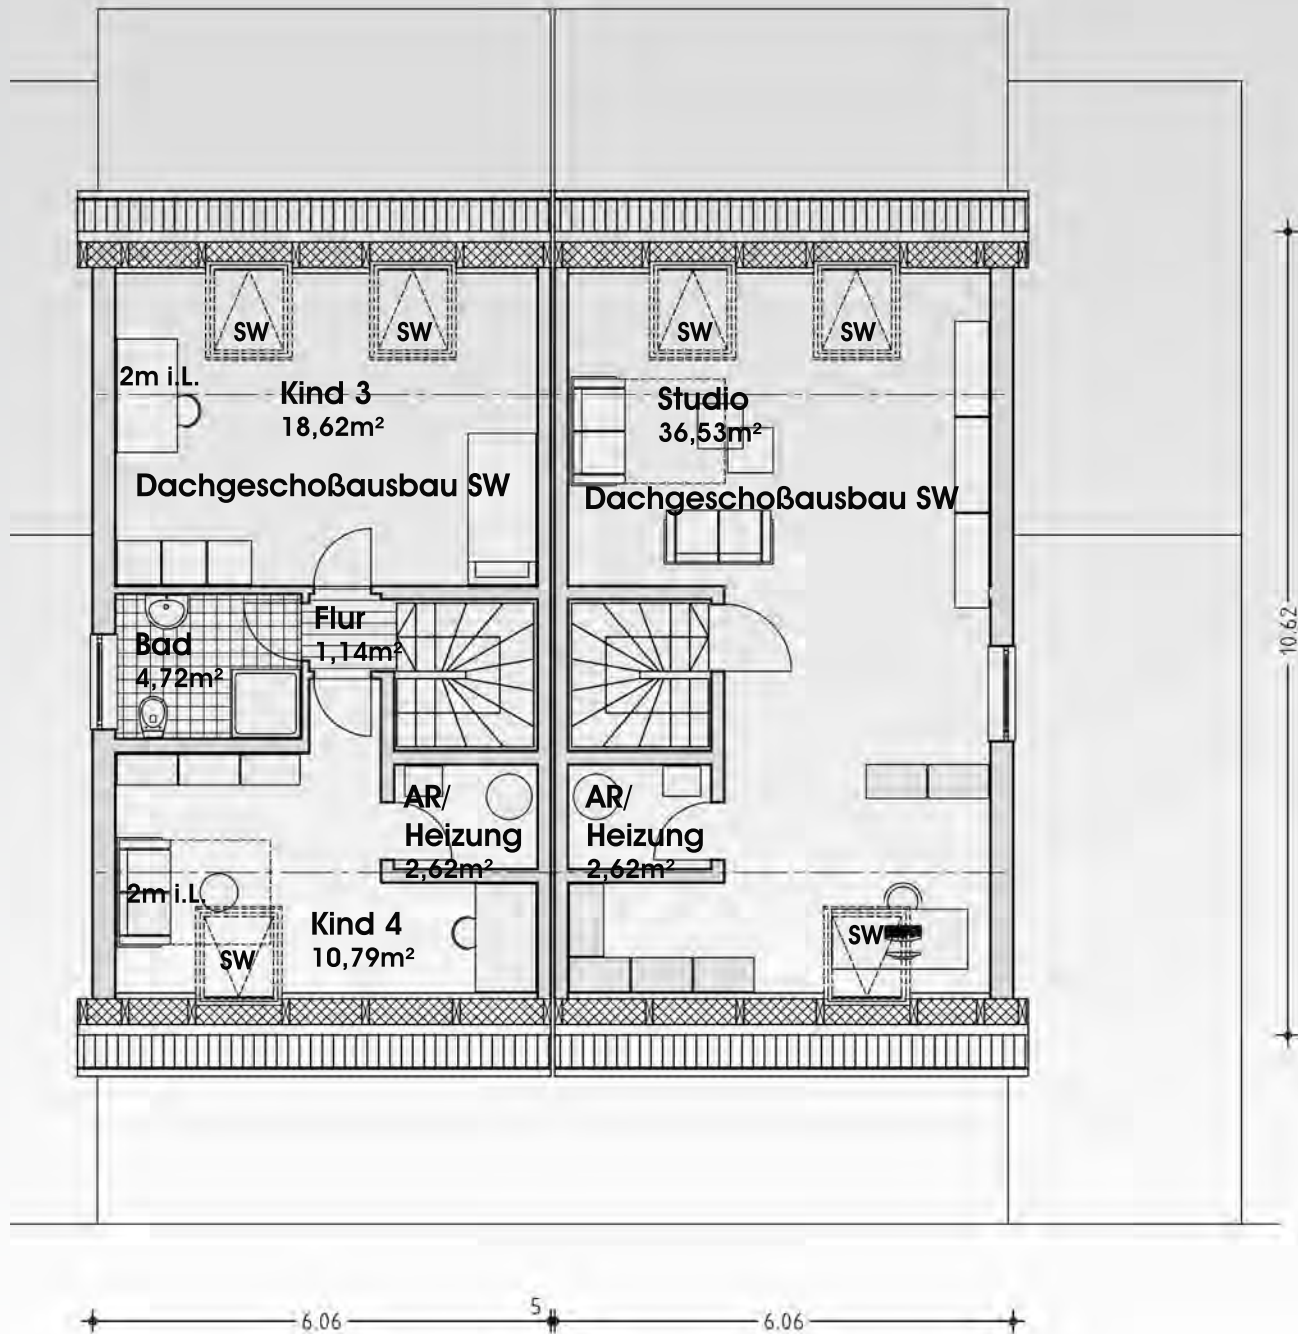 SW
SW
SW
SW
2m i.L.
Kind 3
18,62m²
Studio
36,53m²
Dachgeschoßausbau SW
Dachgeschoßausbau SW
Flur
1,14m²
Bad
4,72m²
10.62
AR/
Heizung
2,62m²
AR/
Heizung
2,62m²
2m i.L.
Kind 4
10,79m²
SW
SW
5
6.06
6.06